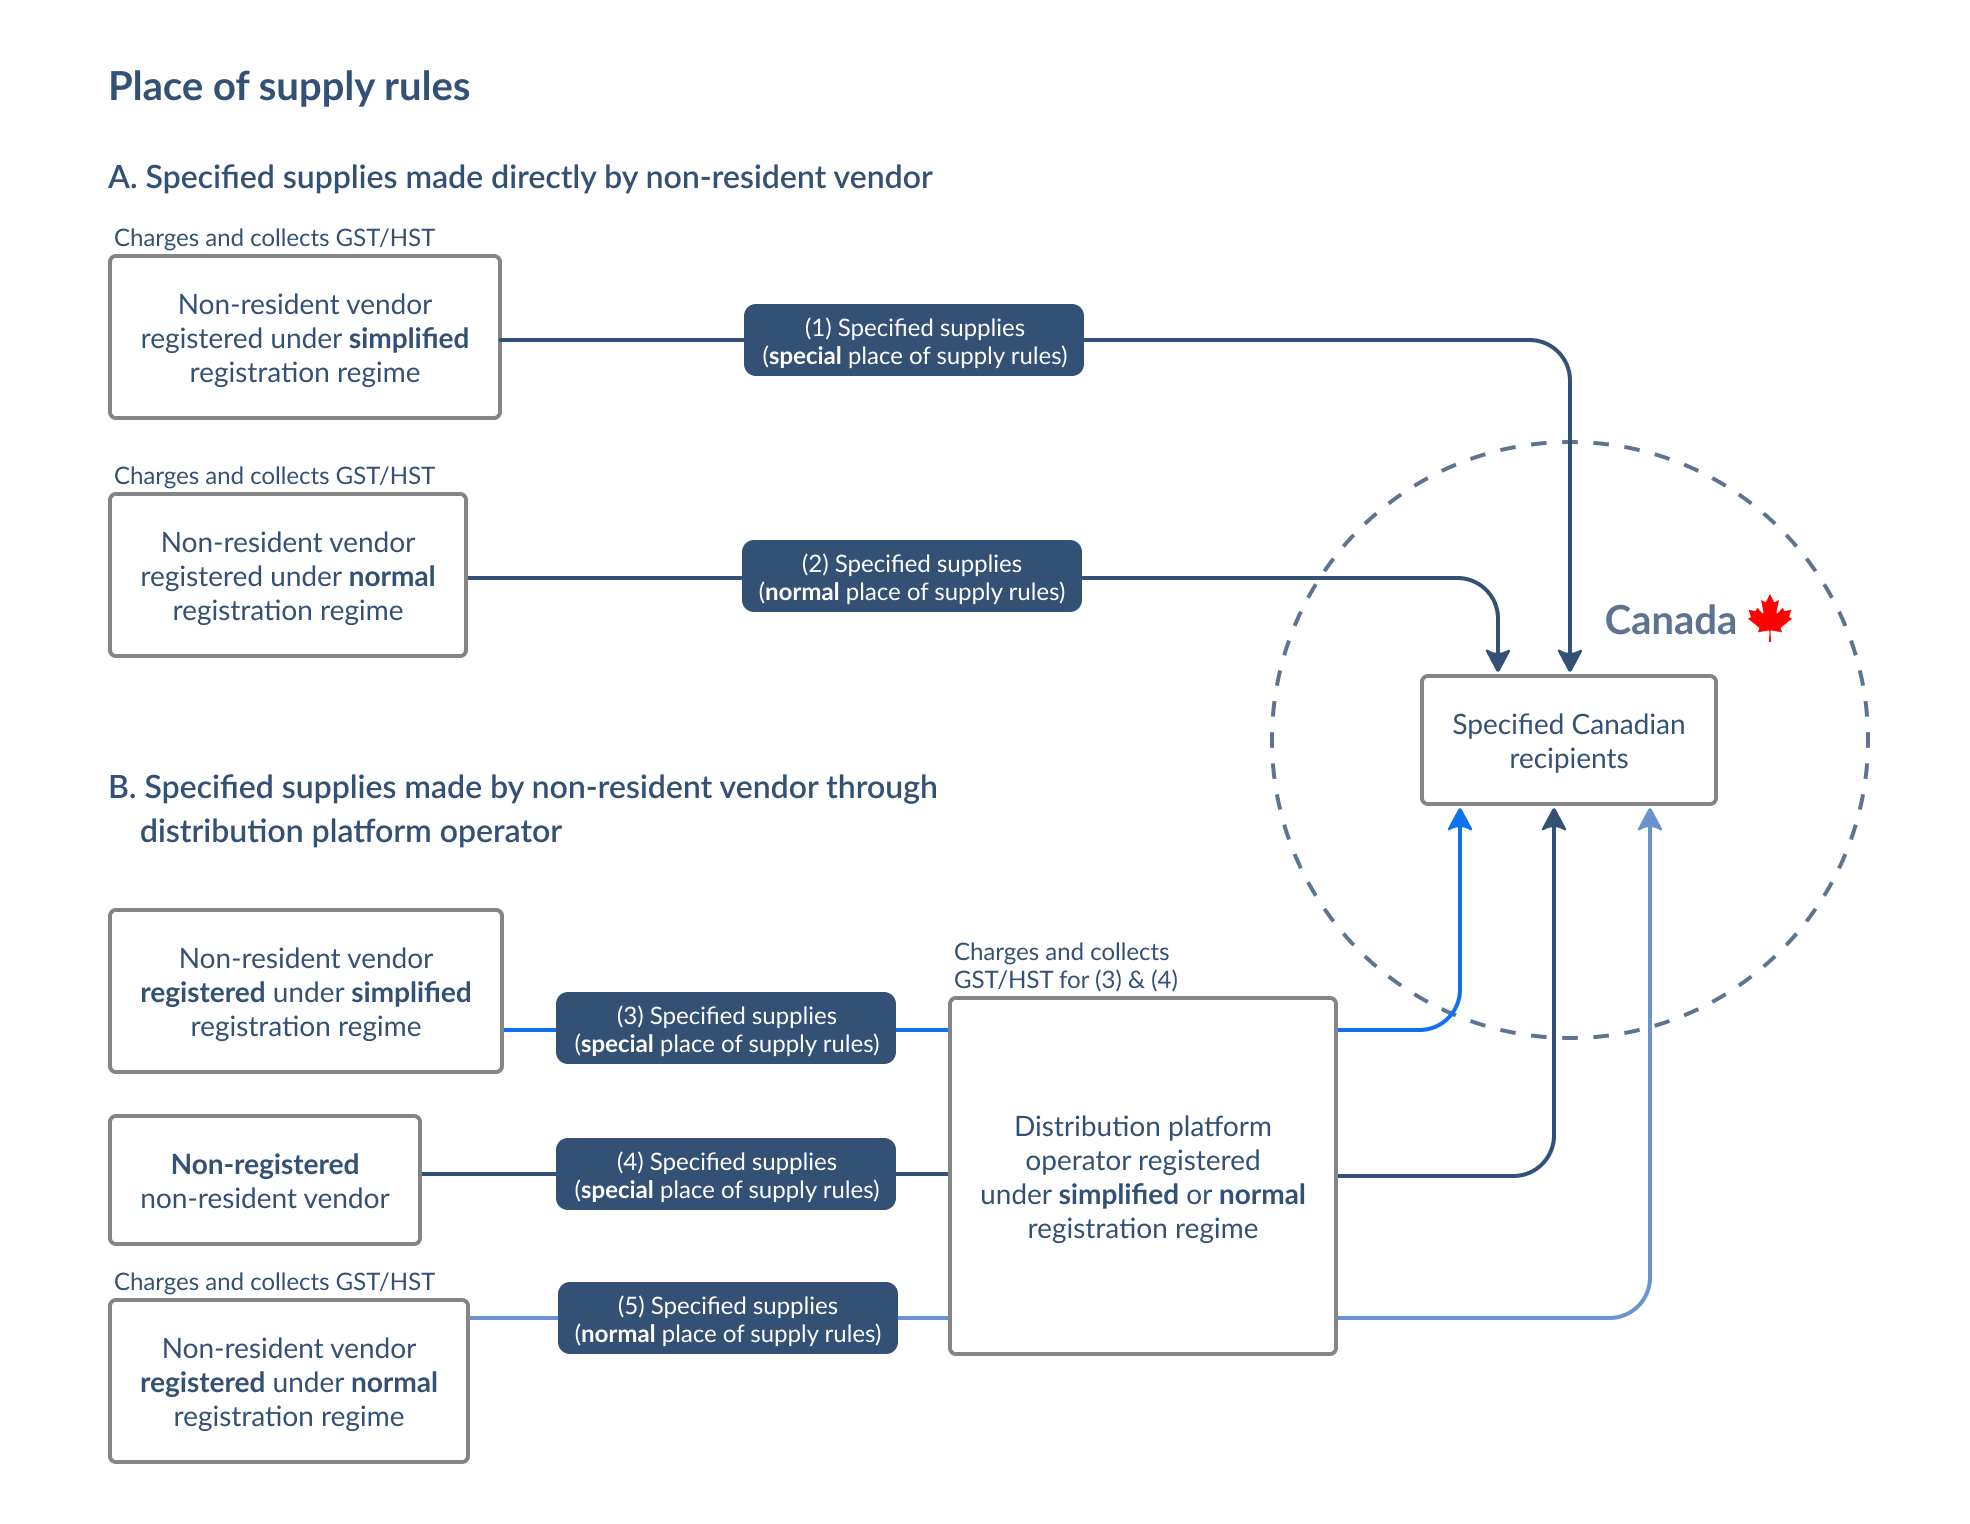 Place of supply rules
A. Specified supplies made directly by non-resident vendor
Charges and collects GST/HST
Non-resident vendor
registered under simplified
registration regime
(1) Specified supplies
(special place of supply rules)
Charges and collects GST/HST
Non-resident vendor
registered under normal
registration regime
(2) Specified supplies
(normal place of supply rules)
Canada
Specified Canadian
recipients
B. Specified supplies made by non-resident vendor through
distribution platform operator
Non-resident vendor
registered under simplified
registration regime
(3) Specified supplies
(special place of supply rules)
Charges and collects
GST/HST for (3) & (4)
Distribution platform
operator registered
under simplified or normal
registration regime
Non-registered
non-resident vendor
(4) Specified supplies
(special place of supply rules)
Charges and collects GST/HST
Non-resident vendor
registered under normal
registration regime
(5) Specified supplies
(normal place of supply rules)